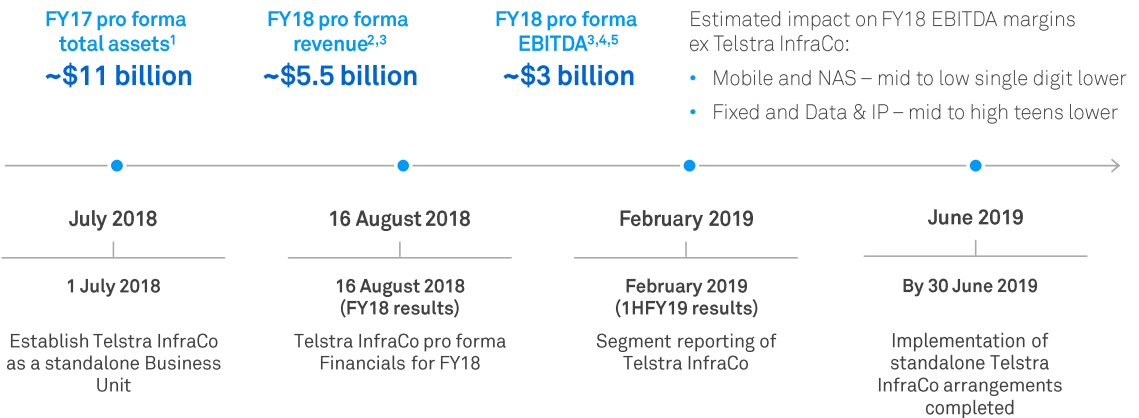 FY17 pro forma
total assets1
~$11 billion
FY18 pro forma
revenue2,3
~$5.5 billion
FY18 pro forma
EBITDA3,4,5
~$3 billion
Estimated impact on FY18 EBITDA margins
ex Telstra InfraCo:
• Mobile and NAS – mid to low single digit lower
• Fixed and Data & IP – mid to high teens lower
July 2018
1 July 2018
Establish Telstra InfraCo
as a standalone Business
Unit
16 August 2018
16 August 2018
(FY18 results)
Telstra InfraCo pro forma
Financials for FY18
February 2019
February 2019
(1HFY19 results)
Segment reporting of
Telstra InfraCo
June 2019
By 30 June 2019
Implementation of
standalone Telstra
InfraCo arrangements
completed